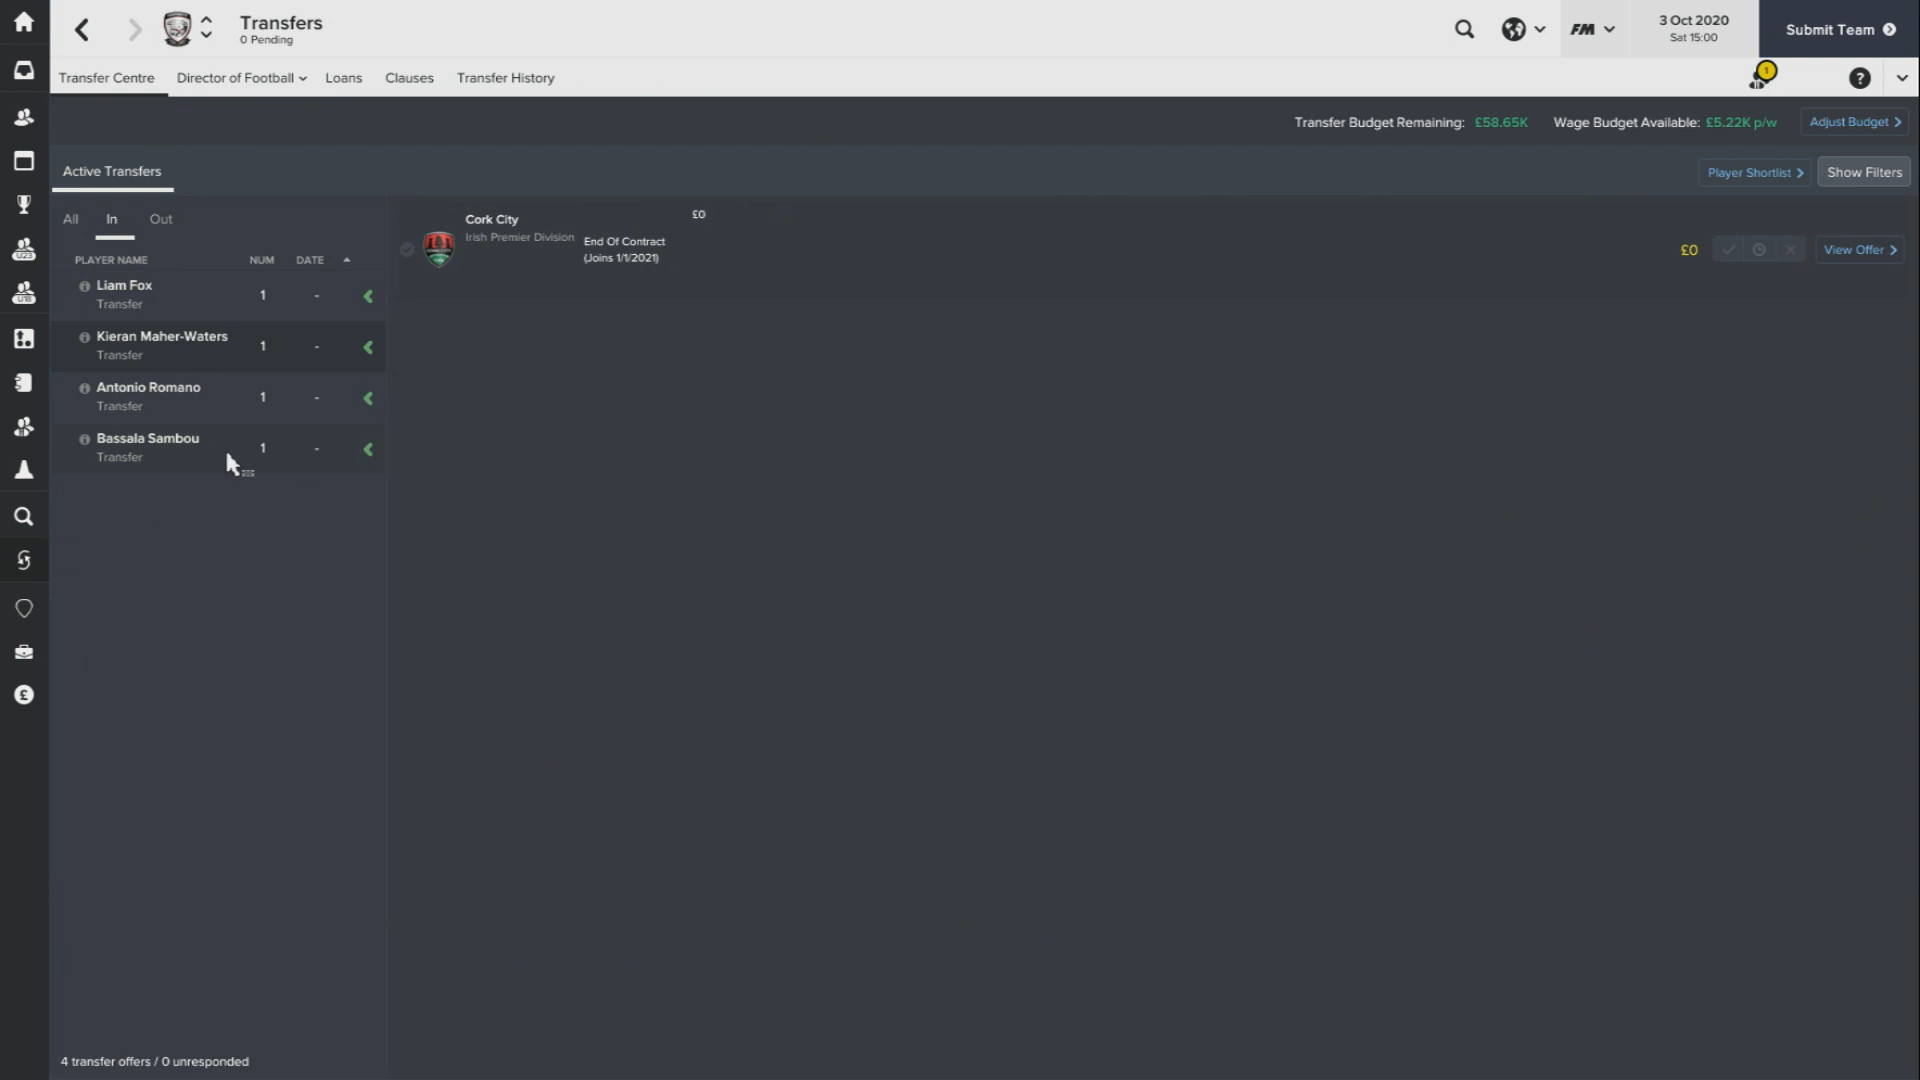 Transfers
0 Pending
FM
3 Oct 2020
Sat 15:00
Submit Team
Transfer Centre
Director of Football
Loans
Clauses
Transfer History
1
?
Transfer Budget Remaining: £58.65K
Wage Budget Available: £5.22K p/w
Adjust Budget
Active Transfers
Player Shortlist
Show Filters
All
In
Out
PLAYER NAME
NUM
DATE
Liam Fox
Transfer
1
-
Kieran Maher-Waters
Transfer
1
-
Antonio Romano
Transfer
1
-
Bassala Sambou
Transfer
1
-
Cork City
Irish Premier Division
End Of Contract
(Joins 1/1/2021)
£0
£0
View Offer
U23
U18
£
4 transfer offers / 0 unresponded